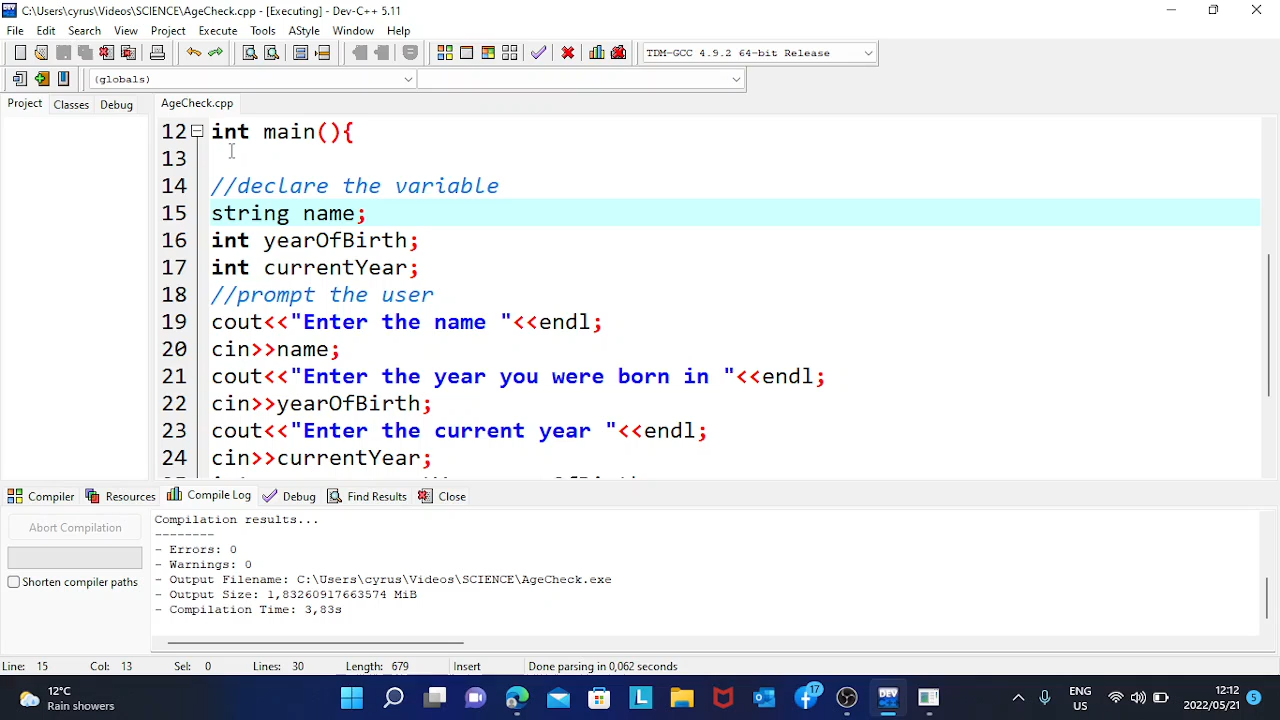 C:\Users\cyrus\Videos\SCIENCE\AgeCheck.cpp - [Executing] - Dev-C++ 5.11
File Edit Search View Project Execute Tools AStyle Window Help
TDM-GCC 4.9.2 64-bit Release
(globals)
Project Classes Debug AgeCheck.cpp
12 int main(){
13
14 //declare the variable
15 string name;
16 int yearOfBirth;
17 int currentYear;
18 //prompt the user
19 cout<<"Enter the name "<<endl;
20 cin>>name;
21 cout<<"Enter the year you were born in "<<endl;
22 cin>>yearOfBirth;
23 cout<<"Enter the current year "<<endl;
24 cin>>currentYear;
Compiler Resources Compile Log Debug Find Results Close
Abort Compilation
Shorten compiler paths
Compilation results...
--------
- Errors: 0
- Warnings: 0
- Output Filename: C:\Users\cyrus\Videos\SCIENCE\AgeCheck.exe
- Output Size: 1,83260917663574 MiB
- Compilation Time: 3,83s
Line: 15 Col: 13 Sel: 0 Lines: 30 Length: 679 Insert Done parsing in 0,062 seconds
12°C
Rain showers
DEV
17
ENG
US
12:12
2022/05/21
5